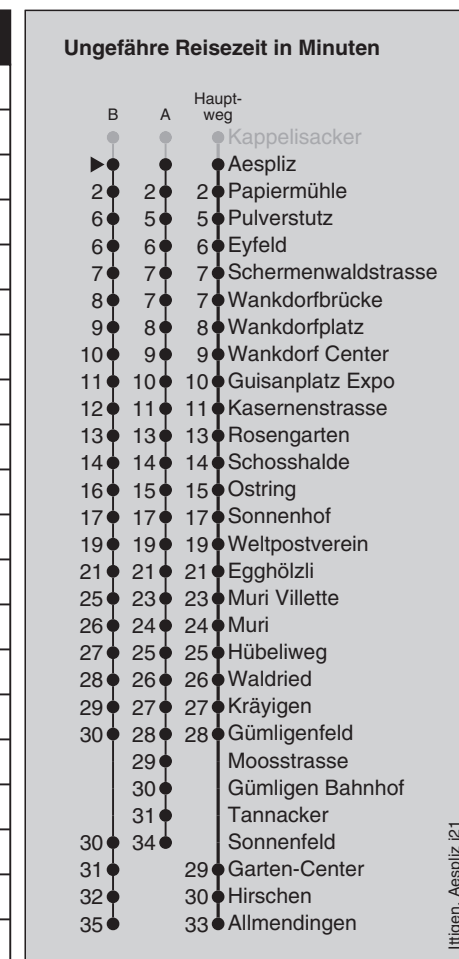 Ungefähre Reisezeit in Minuten
Haupt-
B A weg
Kappelisacker
Aespliz
2 2 2 Papiermühle
6 5 5 Pulverstutz
6 6 6 Eyfeld
7 7 7 Schermenwaldstrasse
8 7 7 Wankdorfbrücke
9 8 8 Wankdorfplatz
10 9 9 Wankdorf Center
11 10 10 Guisanplatz Expo
12 11 11 Kasernenstrasse
13 13 13 Rosengarten
14 14 14 Schosshalde
16 15 15 Ostring
17 17 17 Sonnenhof
19 19 19 Weltpostverein
21 21 21 Egghölzli
25 23 23 Muri Villette
26 24 24 Muri
27 25 25 Hübeliweg
28 26 26 Waldried
29 27 27 Kräyigen
30 28 28 Gümligenfeld
29 Moosstrasse
30 Gümligen Bahnhof
31 Tannacker
30 34 Sonnenfeld
31 29 Garten-Center
32 30 Hirschen
35 33 Allmendingen
Ittigen, Aespliz j21